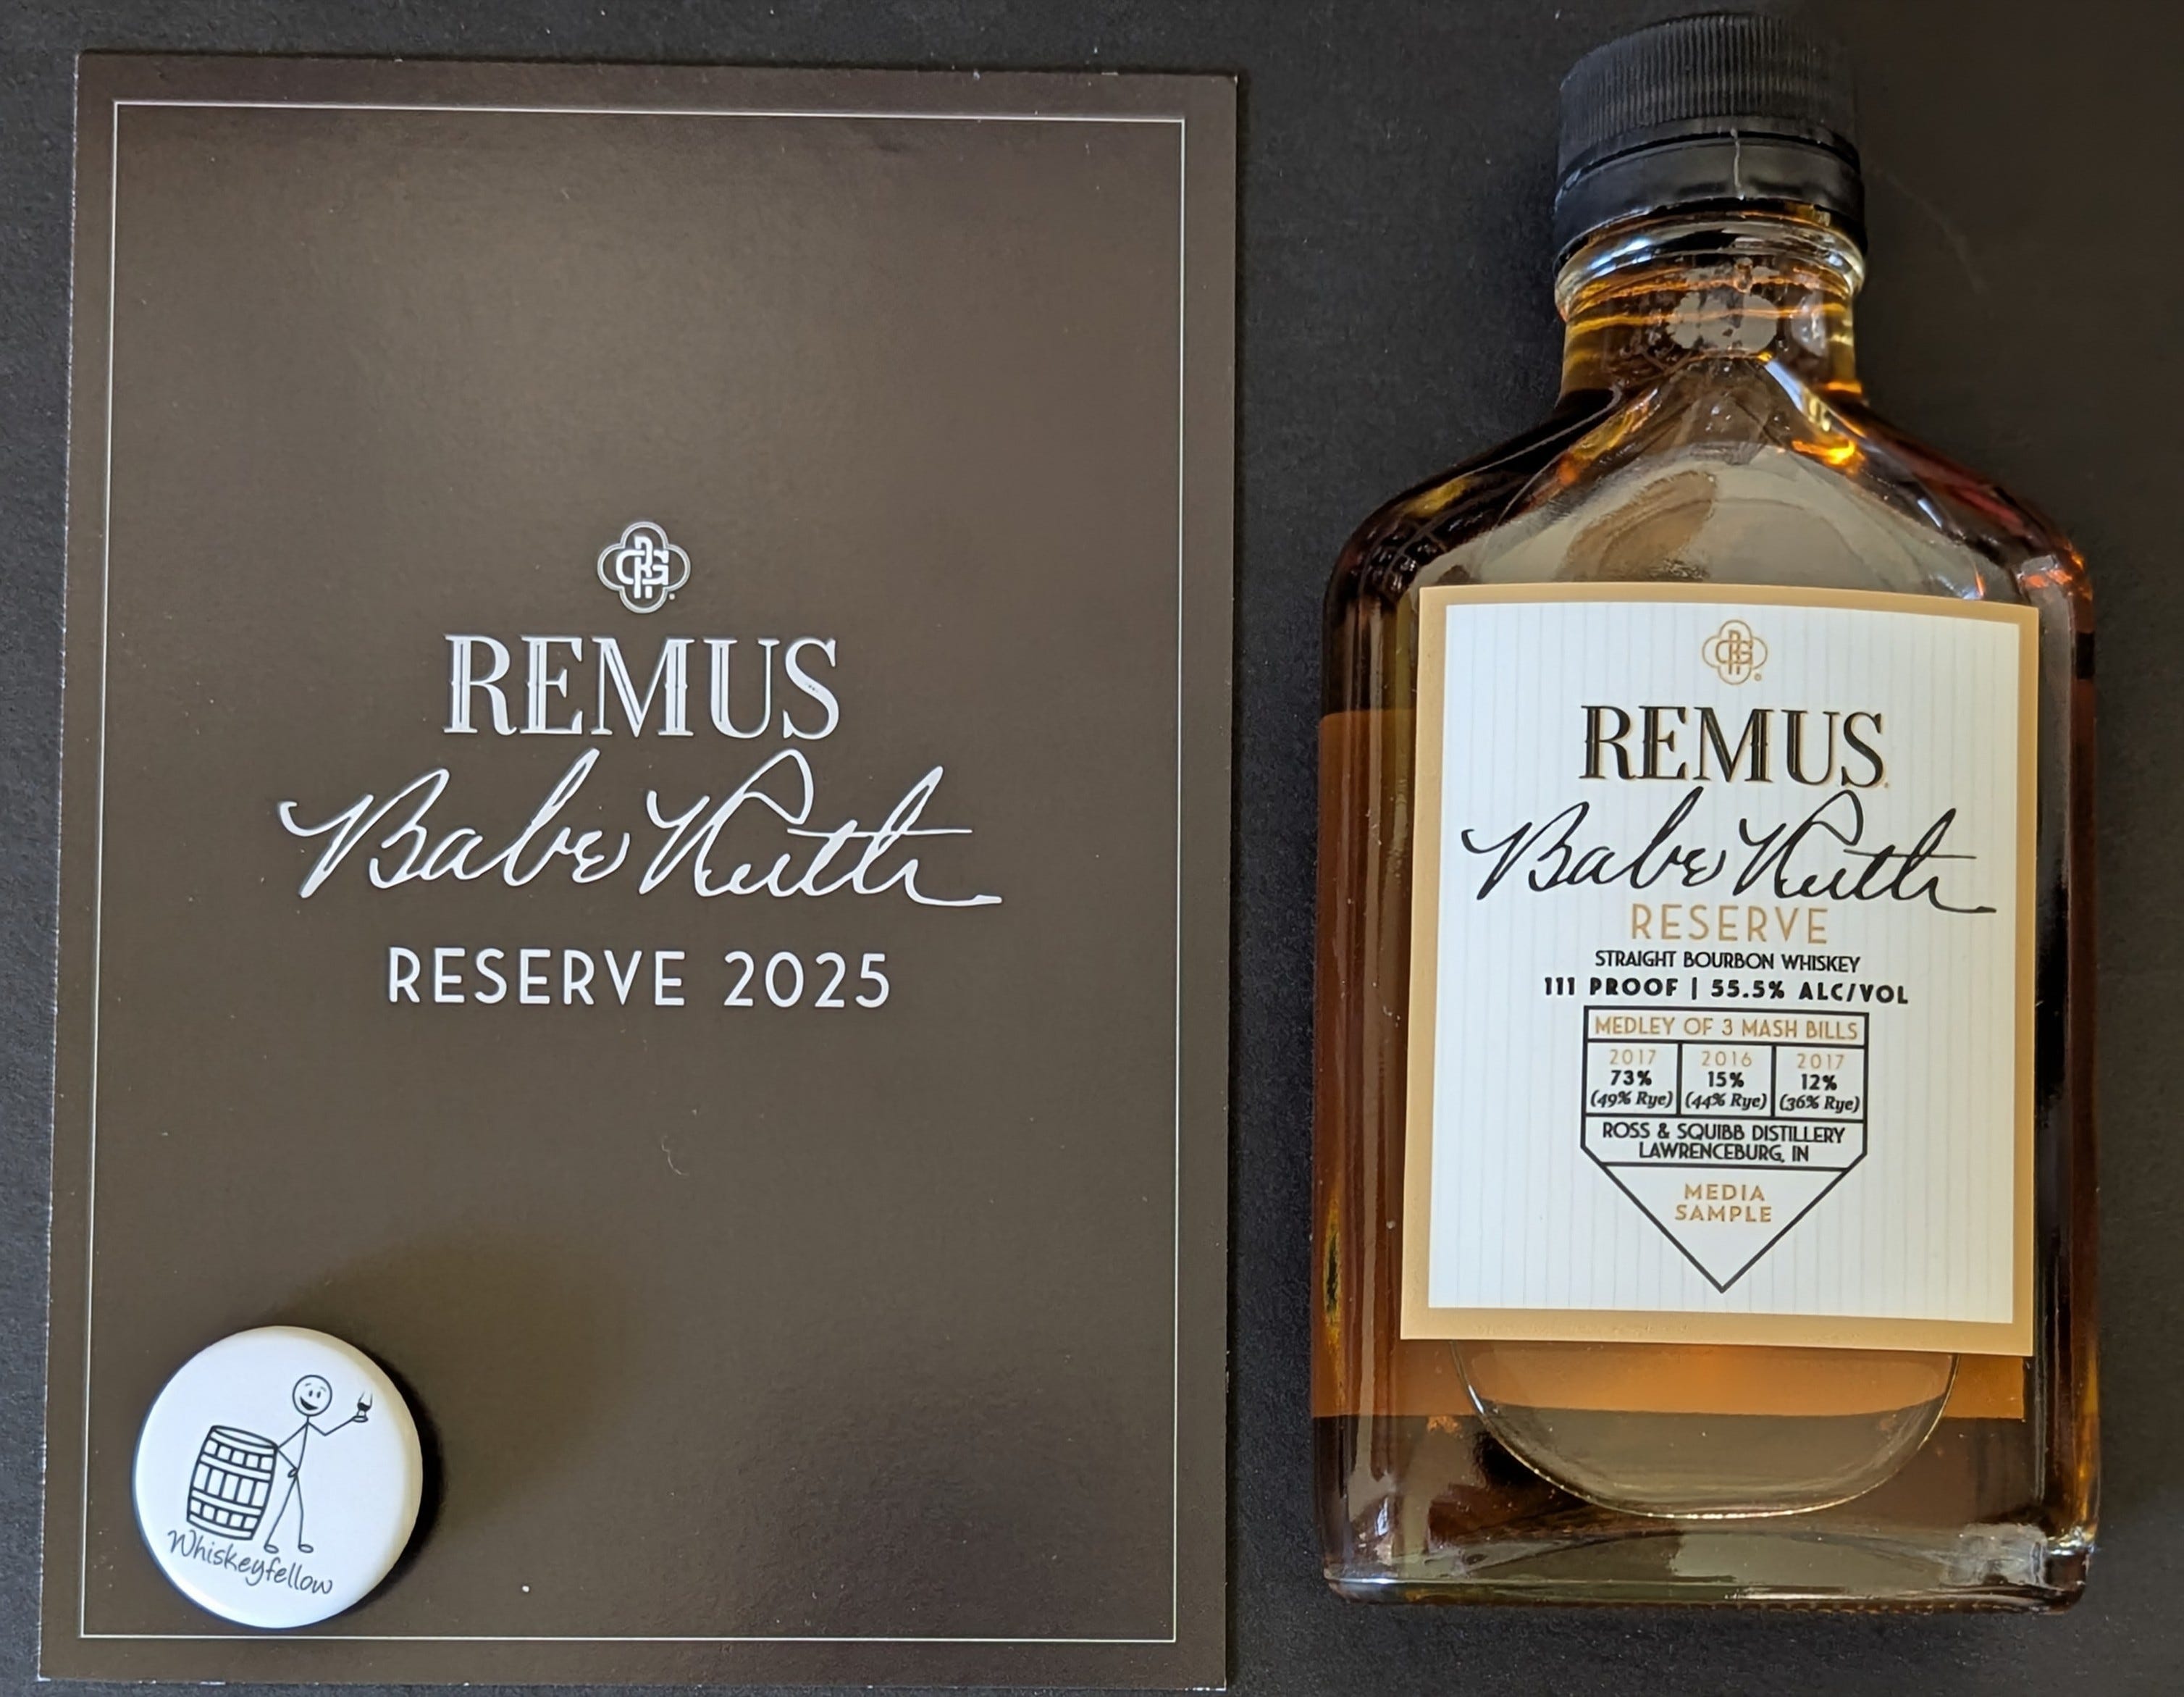 REMUS
Babe Ruth
RESERVE 2025
Whiskeyfellow
REMUS
Babe Ruth
RESERVE
STRAIGHT BOURBON WHISKEY
111 PROOF | 55.5% ALC/VOL
MEDLEY OF 3 MASH BILLS
2017 2016 2017
73% 15% 12%
(49% Rye) (44% Rye) (36% Rye)
ROSS & SQUIBB DISTILLERY
LAWRENCEBURG, IN
MEDIA
SAMPLE